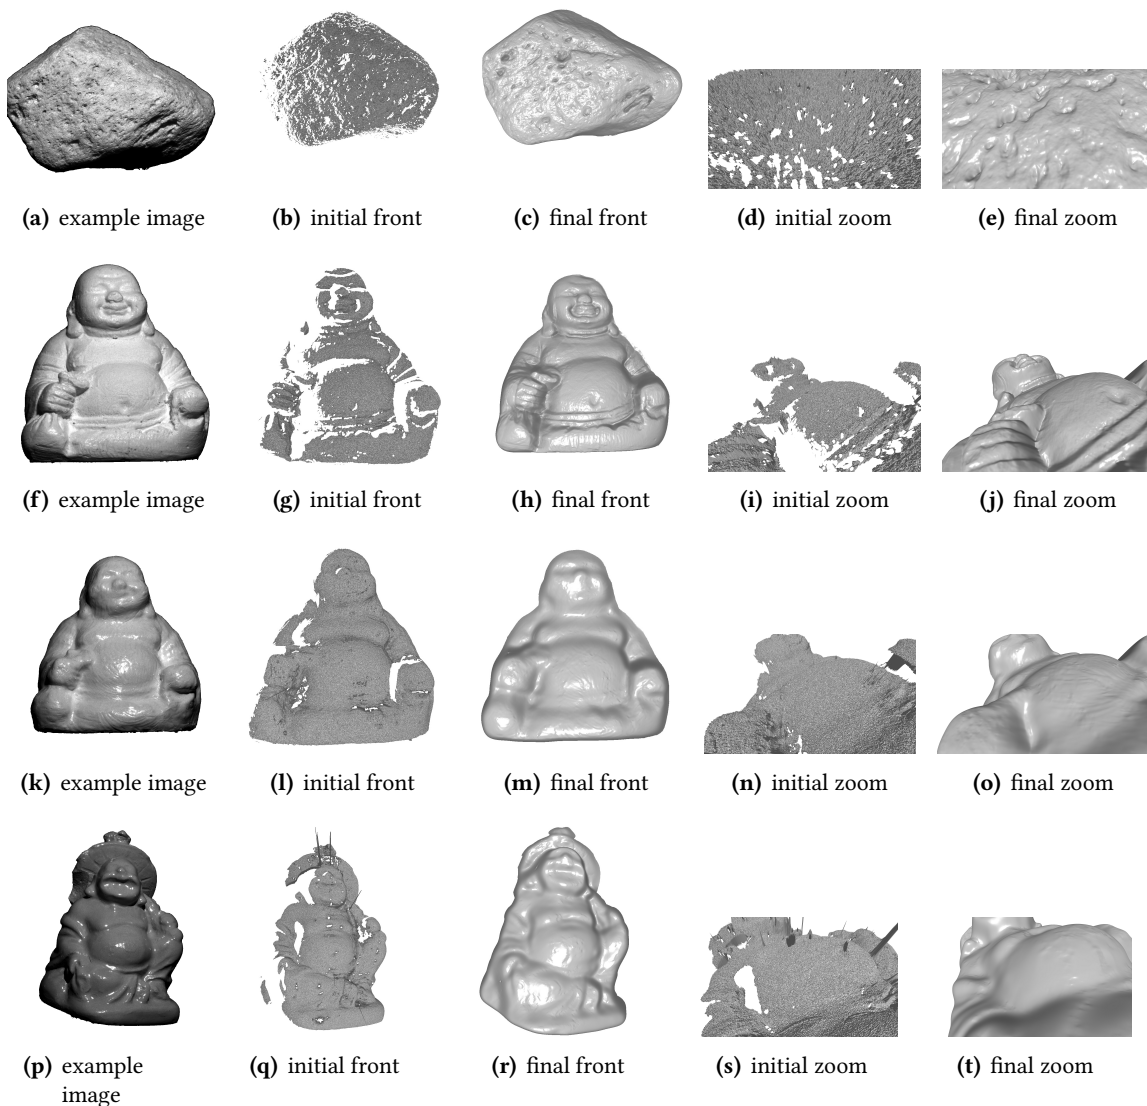 (a) example image
(b) initial front
(c) final front
(d) initial zoom
(e) final zoom
(f) example image
(g) initial front
(h) final front
(i) initial zoom
(j) final zoom
(k) example image
(l) initial front
(m) final front
(n) initial zoom
(o) final zoom
(p) example
image
(q) initial front
(r) final front
(s) initial zoom
(t) final zoom